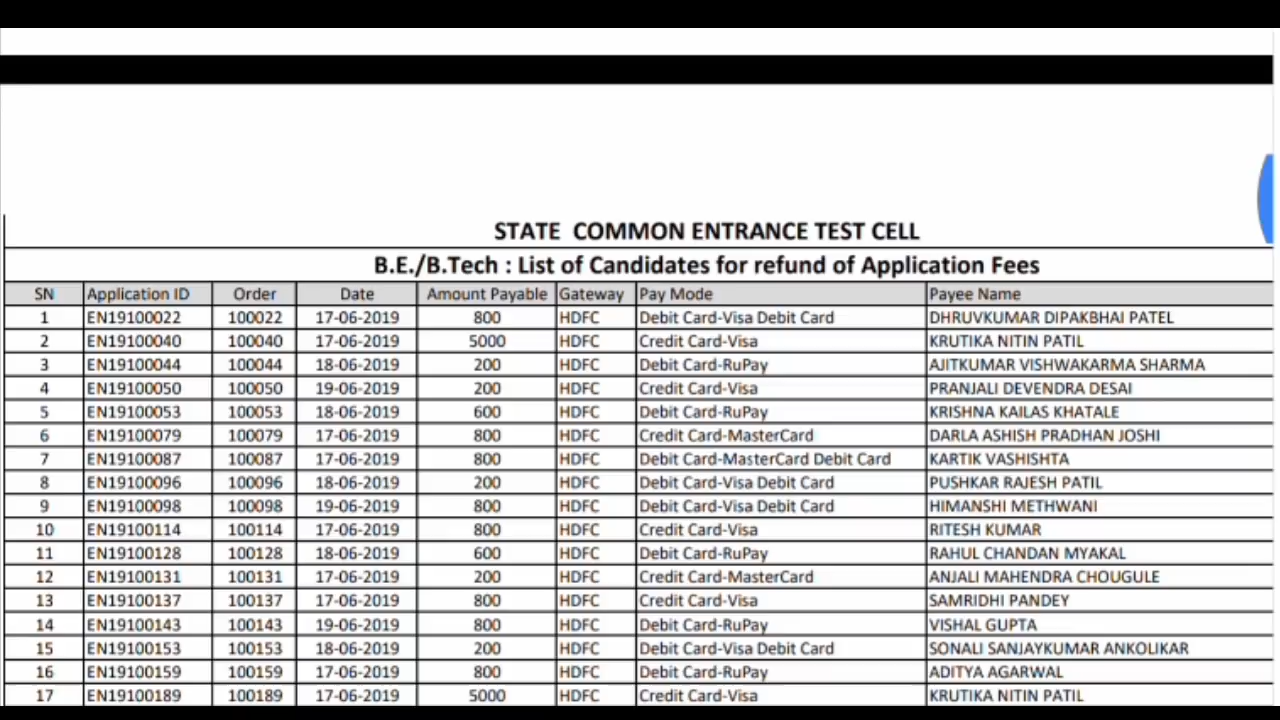 STATE COMMON ENTRANCE TEST CELL
B.E./B.Tech : List of Candidates for refund of Application Fees
SN Application ID Order Date Amount Payable Gateway Pay Mode Payee Name
1 EN19100022 100022 17-06-2019 800 HDFC Debit Card-Visa Debit Card DHRUVKUMAR DIPAKBHAI PATEL
2 EN19100040 100040 17-06-2019 5000 HDFC Credit Card-Visa KRUTIKA NITIN PATIL
3 EN19100044 100044 18-06-2019 200 HDFC Debit Card-RuPay AJITKUMAR VISHWAKARMA SHARMA
4 EN19100050 100050 19-06-2019 200 HDFC Credit Card-Visa PRANJALI DEVENDRA DESAI
5 EN19100053 100053 18-06-2019 600 HDFC Debit Card-RuPay KRISHNA KAILAS KHATALE
6 EN19100079 100079 17-06-2019 800 HDFC Credit Card-MasterCard DARLA ASHISH PRADHAN JOSHI
7 EN19100087 100087 17-06-2019 800 HDFC Debit Card-MasterCard Debit Card KARTIK VASHISHTA
8 EN19100096 100096 18-06-2019 200 HDFC Debit Card-Visa Debit Card PUSHKAR RAJESH PATIL
9 EN19100098 100098 19-06-2019 800 HDFC Debit Card-Visa Debit Card HIMANSHI METHWANI
10 EN19100114 100114 17-06-2019 800 HDFC Credit Card-Visa RITESH KUMAR
11 EN19100128 100128 18-06-2019 600 HDFC Debit Card-RuPay RAHUL CHANDAN MYAKAL
12 EN19100131 100131 17-06-2019 200 HDFC Credit Card-MasterCard ANJALI MAHENDRA CHOUGULE
13 EN19100137 100137 17-06-2019 800 HDFC Credit Card-Visa SAMRIDHI PANDEY
14 EN19100143 100143 19-06-2019 800 HDFC Debit Card-RuPay VISHAL GUPTA
15 EN19100153 100153 18-06-2019 200 HDFC Debit Card-Visa Debit Card SONALI SANJAYKUMAR ANKOLIKAR
16 EN19100159 100159 17-06-2019 800 HDFC Debit Card-RuPay ADITYA AGARWAL
17 EN19100189 100189 17-06-2019 5000 HDFC Credit Card-Visa KRUTIKA NITIN PATIL